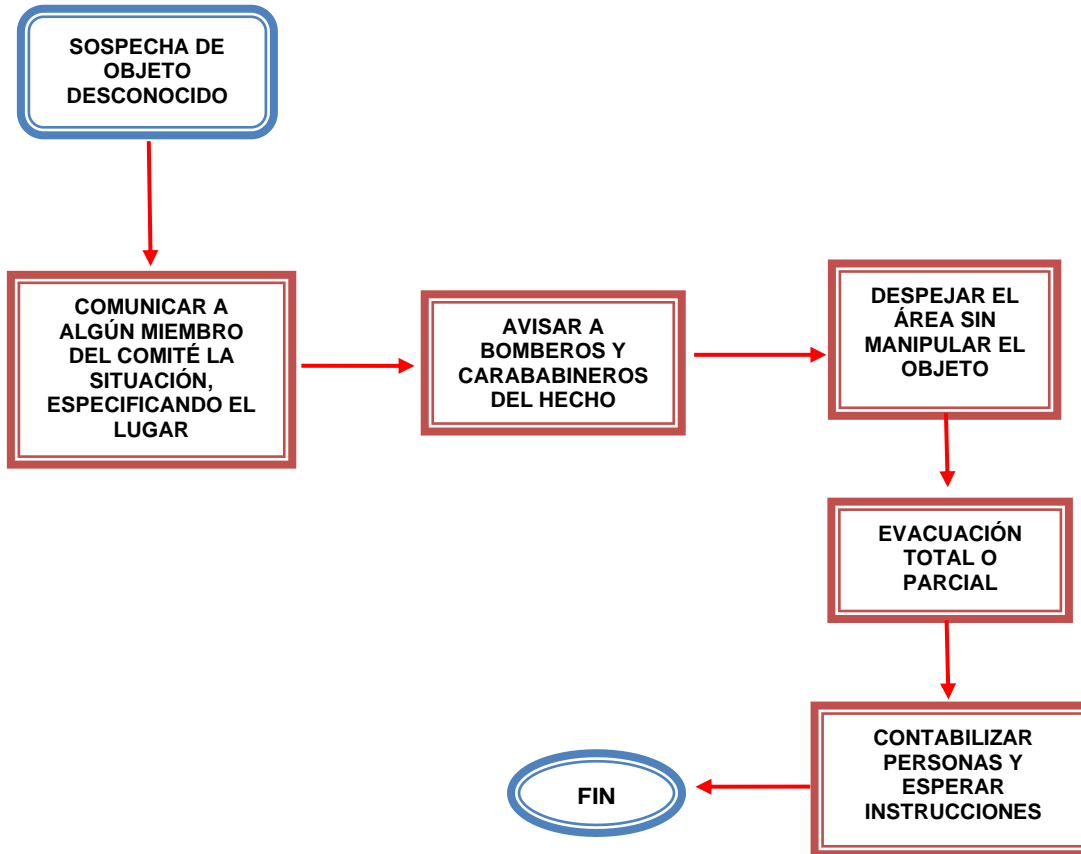 SOSPECHA DE
OBJETO
DESCONOCIDO
COMUNICAR A
ALGÚN MIEMBRO
DEL COMITÉ LA
SITUACIÓN,
ESPECIFICANDO EL
LUGAR
AVISAR A
BOMBEROS Y
CARABABINEROS
DEL HECHO
DESPEJAR EL
ÁREA SIN
MANIPULAR EL
OBJETO
EVACUACIÓN
TOTAL O
PARCIAL
CONTABILIZAR
PERSONAS Y
ESPERAR
INSTRUCCIONES
FIN